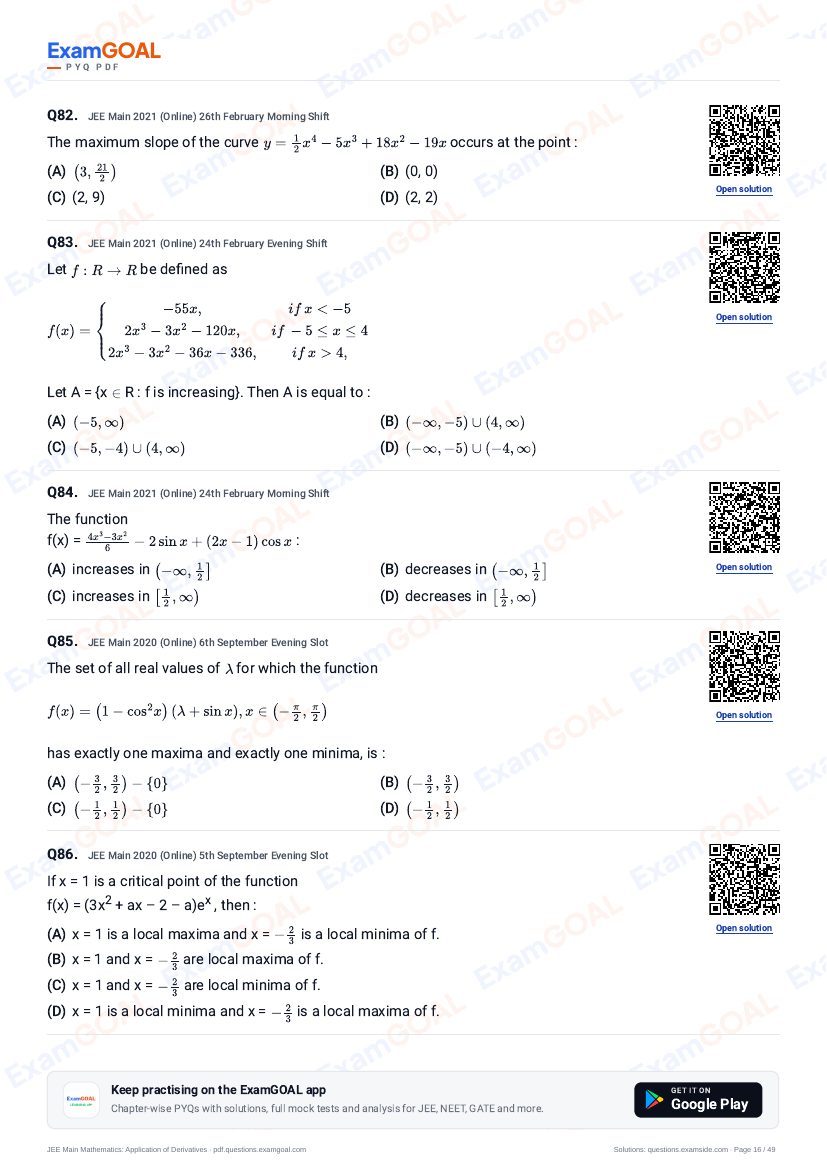 ExamGOAL
PYQ PDF
Q82. JEE Main 2021 (Online) 26th February Morning Shift
The maximum slope of the curve y = 1/2 x⁴ − 5x³ + 18x² − 19x occurs at the point :
(A) (3, 21/2) (B) (0, 0)
(C) (2, 9) (D) (2, 2)
Open solution
Q83. JEE Main 2021 (Online) 24th February Evening Shift
Let f : R → R be defined as
f(x) = { −55x, if x < −5
2x³ − 3x² − 120x, if − 5 ≤ x ≤ 4
2x³ − 3x² − 36x − 336, if x > 4,
Let A = {x ∈ R : f is increasing}. Then A is equal to :
(A) (−5, ∞) (B) (−∞, −5) ∪ (4, ∞)
(C) (−5, −4) ∪ (4, ∞) (D) (−∞, −5) ∪ (−4, ∞)
Open solution
Q84. JEE Main 2021 (Online) 24th February Morning Shift
The function
f(x) = (4x³−3x²)/6 − 2 sin x + (2x − 1) cos x :
(A) increases in (−∞, 1/2] (B) decreases in (−∞, 1/2]
(C) increases in [1/2, ∞) (D) decreases in [1/2, ∞)
Open solution
Q85. JEE Main 2020 (Online) 6th September Evening Slot
The set of all real values of λ for which the function
f(x) = (1 − cos²x) (λ + sin x), x ∈ (−π/2, π/2)
has exactly one maxima and exactly one minima, is :
(A) (−3/2, 3/2) − {0} (B) (−3/2, 3/2)
(C) (−1/2, 1/2) − {0} (D) (−1/2, 1/2)
Open solution
Q86. JEE Main 2020 (Online) 5th September Evening Slot
If x = 1 is a critical point of the function
f(x) = (3x² + ax − 2 − a)eˣ , then :
(A) x = 1 is a local maxima and x = −2/3 is a local minima of f.
(B) x = 1 and x = −2/3 are local maxima of f.
(C) x = 1 and x = −2/3 are local minima of f.
(D) x = 1 is a local minima and x = −2/3 is a local maxima of f.
Open solution
Keep practising on the ExamGOAL app
Chapter-wise PYQs with solutions, full mock tests and analysis for JEE, NEET, GATE and more.
ExamGOAL
GET IT ON
Google Play
JEE Main Mathematics: Application of Derivatives · pdf.questions.examgoal.com
Solutions: questions.examside.com · Page 16 / 49